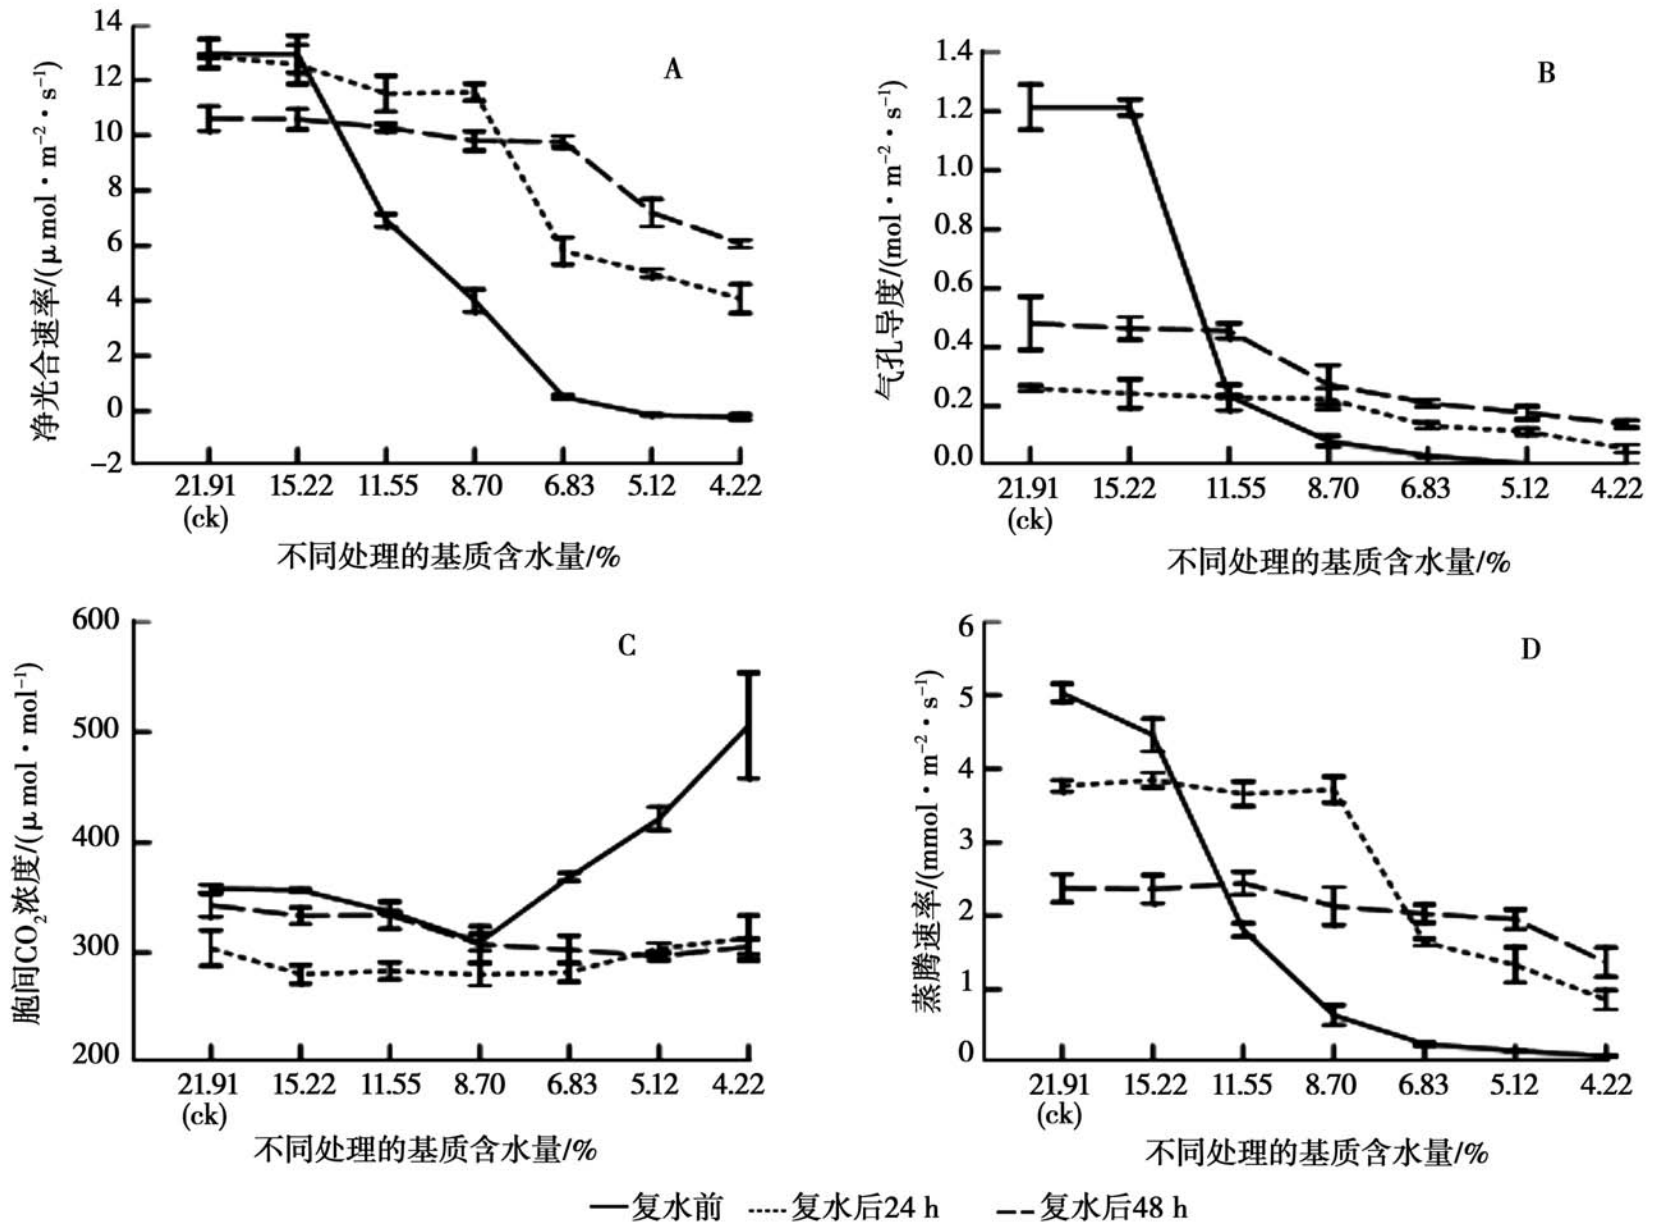 A
净光合速率/(μmol·m⁻²·s⁻¹)
14
12
10
8
6
4
2
0
−2
21.91 15.22 11.55 8.70 6.83 5.12 4.22
(ck)
不同处理的基质含水量/%
B
气孔导度/(mol·m⁻²·s⁻¹)
1.4
1.2
1.0
0.8
0.6
0.4
0.2
0.0
21.91 15.22 11.55 8.70 6.83 5.12 4.22
(ck)
不同处理的基质含水量/%
C
胞间CO₂浓度/(μmol·mol⁻¹)
600
500
400
300
200
21.91 15.22 11.55 8.70 6.83 5.12 4.22
(ck)
不同处理的基质含水量/%
D
蒸腾速率/(mmol·m⁻²·s⁻¹)
6
5
4
3
2
1
0
21.91 15.22 11.55 8.70 6.83 5.12 4.22
(ck)
不同处理的基质含水量/%
复水前 复水后24 h 复水后48 h